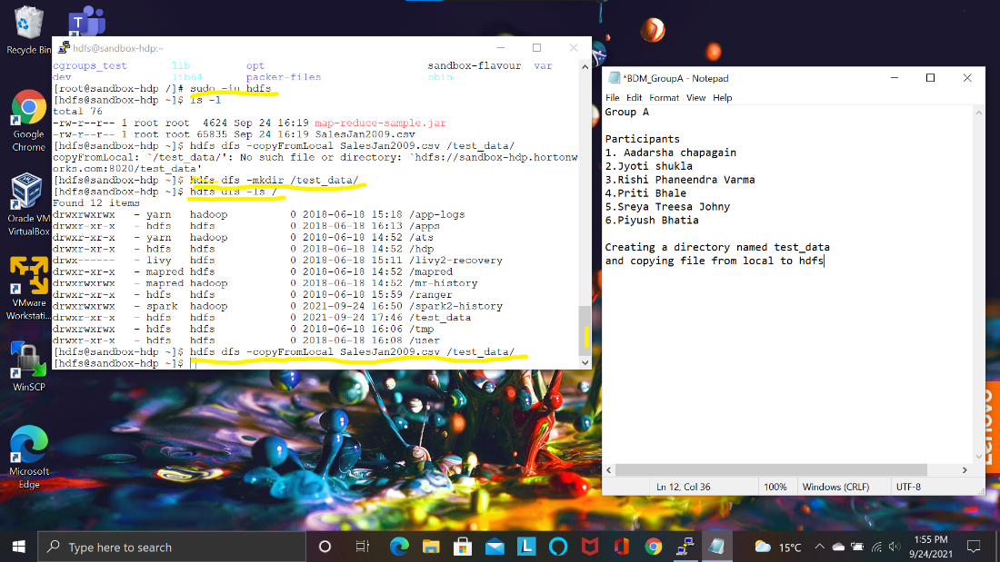 Recycle Bin
Google
Chrome
Oracle VM
VirtualBox
VMware
Workstati...
WinSCP
Microsoft
Edge
hdfs@sandbox-hdp:~
cgroups_test lib opt sandbox-flavour var
dev lib64 packer-files sbin
[root@sandbox-hdp /]# sudo -iu hdfs
[hdfs@sandbox-hdp ~]$ ls -l
total 76
-rw-r--r-- 1 root root 4624 Sep 24 16:19 map-reduce-sample.jar
-rw-r--r-- 1 root root 65835 Sep 24 16:19 SalesJan2009.csv
[hdfs@sandbox-hdp ~]$ hdfs dfs -copyFromLocal SalesJan2009.csv /test_data/
copyFromLocal: `/test_data/': No such file or directory: `hdfs://sandbox-hdp.hortonw
orks.com:8020/test_data'
[hdfs@sandbox-hdp ~]$ hdfs dfs -mkdir /test_data/
[hdfs@sandbox-hdp ~]$ hdfs dfs -ls /
Found 12 items
drwxrwxrwx - yarn hadoop 0 2018-06-18 15:18 /app-logs
drwxr-xr-x - hdfs hdfs 0 2018-06-18 16:13 /apps
drwxr-xr-x - yarn hadoop 0 2018-06-18 14:52 /ats
drwxr-xr-x - hdfs hdfs 0 2018-06-18 14:52 /hdp
drwx------ - livy hdfs 0 2018-06-18 15:11 /livy2-recovery
drwxr-xr-x - mapred hdfs 0 2018-06-18 14:52 /mapred
drwxrwxrwx - mapred hadoop 0 2018-06-18 14:52 /mr-history
drwxr-xr-x - hdfs hdfs 0 2018-06-18 15:59 /ranger
drwxrwxrwx - spark hadoop 0 2021-09-24 16:50 /spark2-history
drwxr-xr-x - hdfs hdfs 0 2021-09-24 17:46 /test_data
drwxrwxrwx - hdfs hdfs 0 2018-06-18 16:06 /tmp
drwxr-xr-x - hdfs hdfs 0 2018-06-18 16:08 /user
[hdfs@sandbox-hdp ~]$ hdfs dfs -copyFromLocal SalesJan2009.csv /test_data/
[hdfs@sandbox-hdp ~]$
*BDM_GroupA - Notepad
File Edit Format View Help
Group A
Participants
1. Aadarsha chapagain
2.Jyoti shukla
3.Rishi Phaneendra Varma
4.Priti Bhale
5.Sreya Treesa Johny
6.Piyush Bhatia
Creating a directory named test_data
and copying file from local to hdfs
Ln 12, Col 36 100% Windows (CRLF) UTF-8
Lenovo
Type here to search
15°C
1:55 PM
9/24/2021